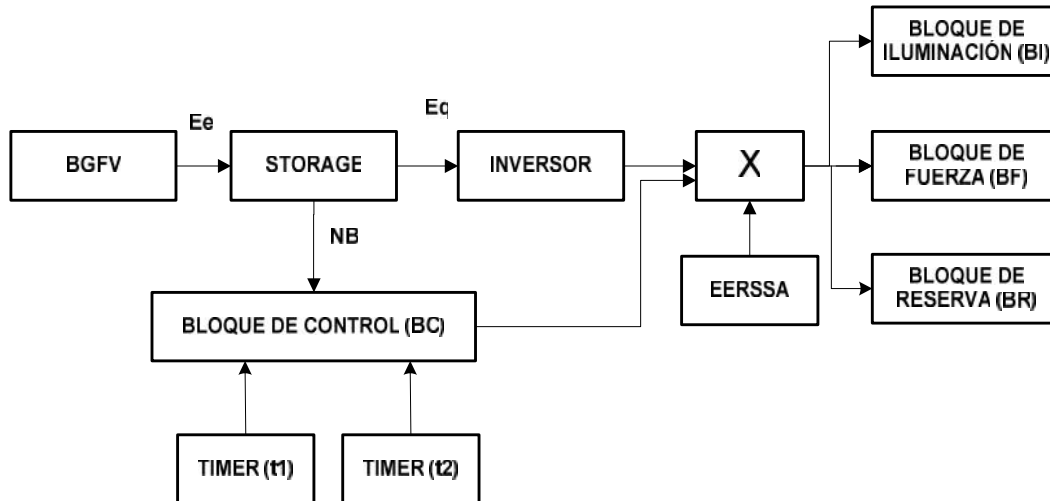 BLOQUE DE
ILUMINACIÓN (BI)
Ee
Eq
BGFV
STORAGE
INVERSOR
X
BLOQUE DE
FUERZA (BF)
NB
EERSSA
BLOQUE DE
RESERVA (BR)
BLOQUE DE CONTROL (BC)
TIMER (t1)
TIMER (t2)